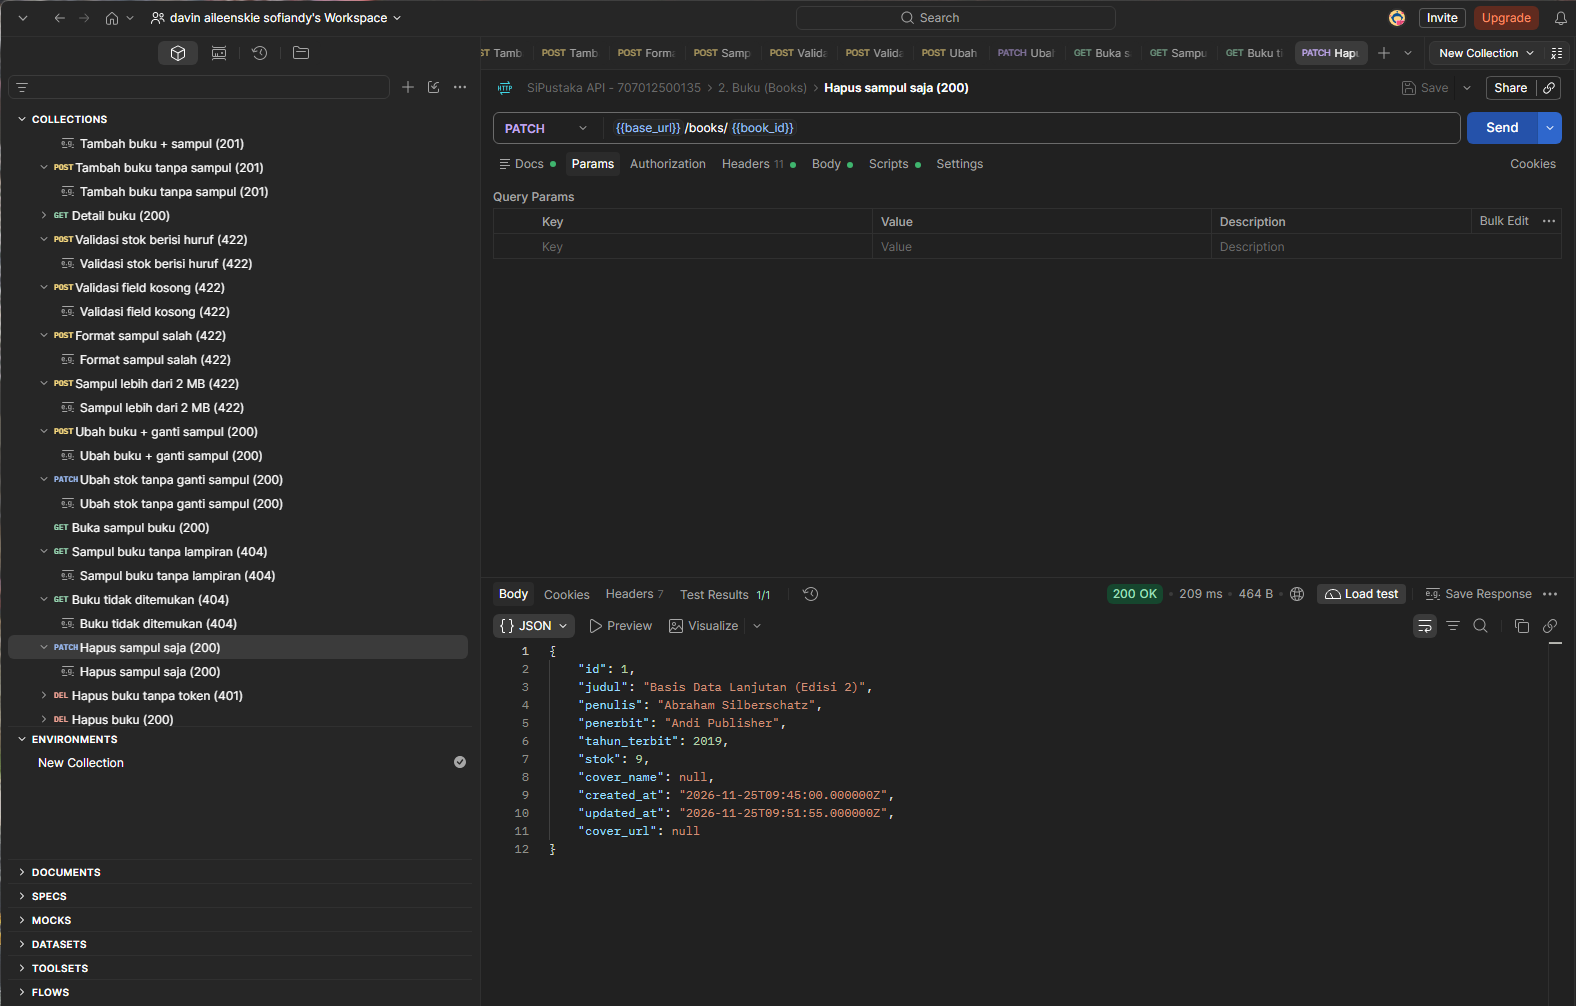 davin aileenskie sofiandy's Workspace
Search
Invite
Upgrade
ST Tamb
POST Tamb
POST Forma
POST Samp
POST Valida
POST Valida
POST Ubah
PATCH Ubal
GET Buka s
GET Sampu
GET Buku ti
PATCH Hapu
New Collection
SiPustaka API - 707012500135 > 2. Buku (Books) > Hapus sampul saja (200)
Save
Share
COLLECTIONS
e.g. Tambah buku + sampul (201)
POST Tambah buku tanpa sampul (201)
e.g. Tambah buku tanpa sampul (201)
GET Detail buku (200)
POST Validasi stok berisi huruf (422)
e.g. Validasi stok berisi huruf (422)
POST Validasi field kosong (422)
e.g. Validasi field kosong (422)
POST Format sampul salah (422)
e.g. Format sampul salah (422)
POST Sampul lebih dari 2 MB (422)
e.g. Sampul lebih dari 2 MB (422)
POST Ubah buku + ganti sampul (200)
e.g. Ubah buku + ganti sampul (200)
PATCH Ubah stok tanpa ganti sampul (200)
e.g. Ubah stok tanpa ganti sampul (200)
GET Buka sampul buku (200)
GET Sampul buku tanpa lampiran (404)
e.g. Sampul buku tanpa lampiran (404)
GET Buku tidak ditemukan (404)
e.g. Buku tidak ditemukan (404)
PATCH Hapus sampul saja (200)
e.g. Hapus sampul saja (200)
DEL Hapus buku tanpa token (401)
DEL Hapus buku (200)
ENVIRONMENTS
New Collection
DOCUMENTS
SPECS
MOCKS
DATASETS
TOOLSETS
FLOWS
HTTP
PATCH
{{base_url}} /books/ {{book_id}}
Send
Docs
Params
Authorization
Headers 11
Body
Scripts
Settings
Cookies
Query Params
Key Value Description Bulk Edit
Key Value Description
Body
Cookies
Headers 7
Test Results 1/1
200 OK
209 ms
464 B
Load test
e.g. Save Response
{} JSON
Preview
Visualize
1 {
2 "id": 1,
3 "judul": "Basis Data Lanjutan (Edisi 2)",
4 "penulis": "Abraham Silberschatz",
5 "penerbit": "Andi Publisher",
6 "tahun_terbit": 2019,
7 "stok": 9,
8 "cover_name": null,
9 "created_at": "2026-11-25T09:45:00.000000Z",
10 "updated_at": "2026-11-25T09:51:55.000000Z",
11 "cover_url": null
12 }